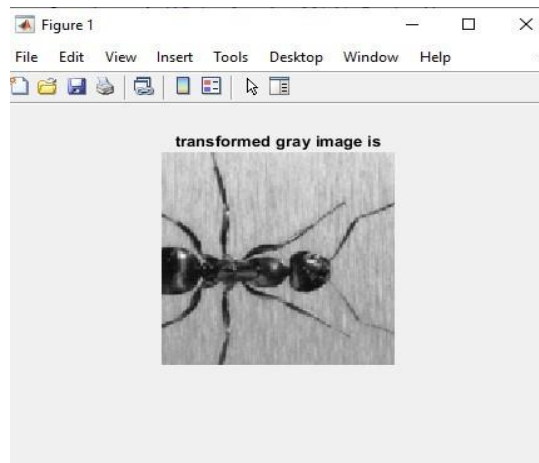 Figure 1
File Edit View Insert Tools Desktop Window Help
transformed gray image is